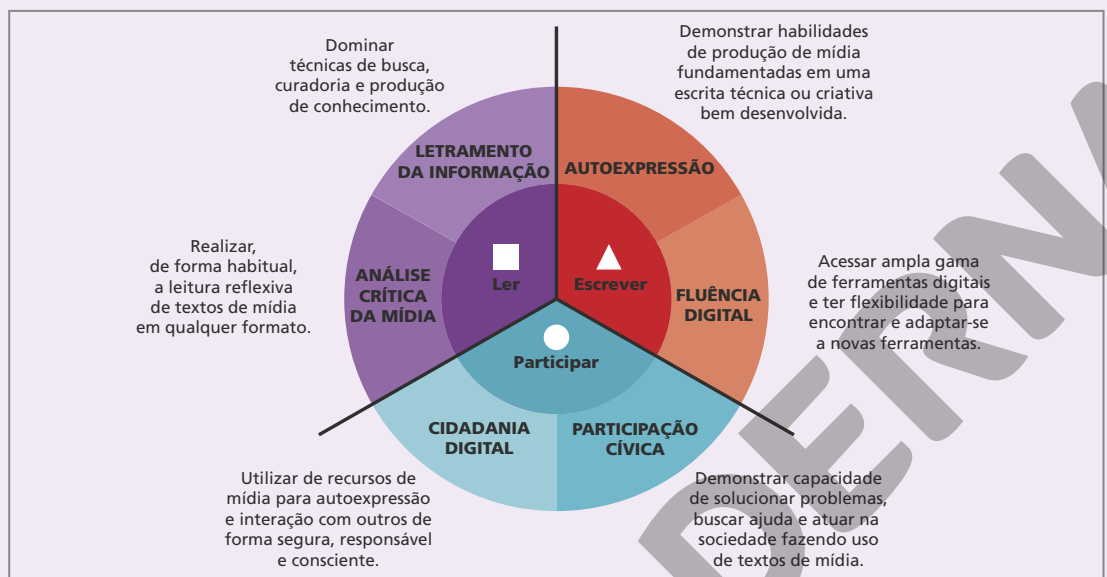 Dominar
técnicas de busca,
curadoria e produção
de conhecimento.
Demonstrar habilidades
de produção de mídia
fundamentadas em uma
escrita técnica ou criativa
bem desenvolvida.
LETRAMENTO
DA INFORMAÇÃO
AUTOEXPRESSÃO
Realizar,
de forma habitual,
a leitura reflexiva
de textos de mídia
em qualquer formato.
ANÁLISE
CRÍTICA
DA MÍDIA
Ler
Escrever
FLUÊNCIA
DIGITAL
Acessar ampla gama
de ferramentas digitais
e ter flexibilidade para
encontrar e adaptar-se
a novas ferramentas.
Participar
CIDADANIA
DIGITAL
PARTICIPAÇÃO
CÍVICA
Utilizar de recursos de
mídia para autoexpressão
e interação com outros de
forma segura, responsável
e consciente.
Demonstrar capacidade
de solucionar problemas,
buscar ajuda e atuar na
sociedade fazendo uso
de textos de mídia.
DERNA